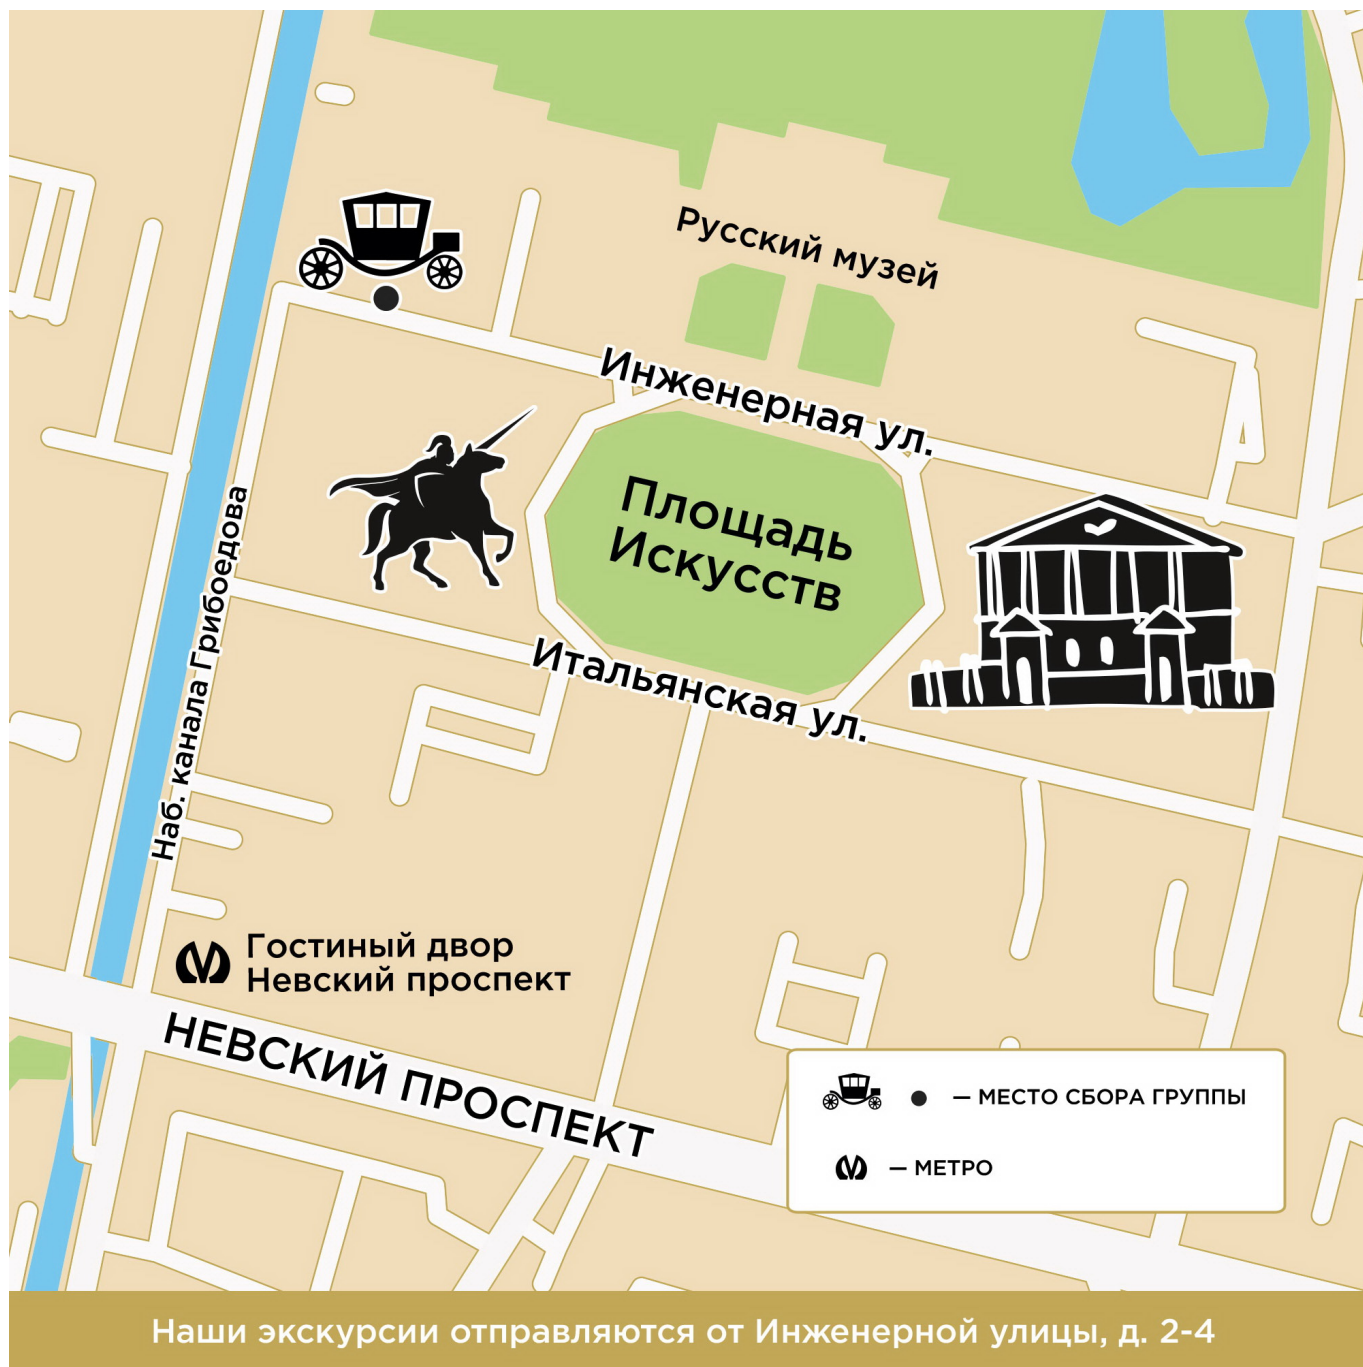 Русский музей
Инженерная ул.
Площадь
Искусств
Итальянская ул.
Наб. канала Грибоедова
Гостиный двор
Невский проспект
НЕВСКИЙ ПРОСПЕКТ
— МЕСТО СБОРА ГРУППЫ
— МЕТРО
Наши экскурсии отправляются от Инженерной улицы, д. 2-4